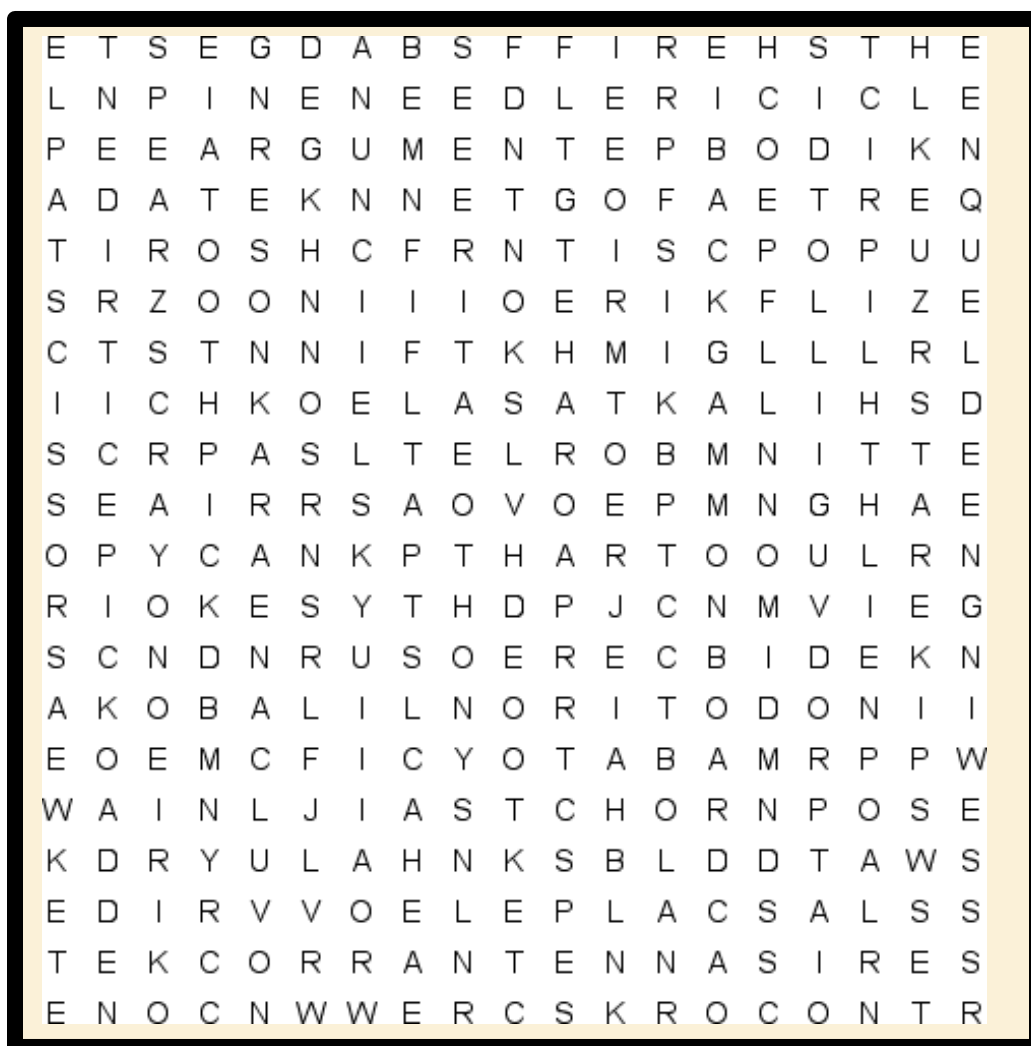 E T S E G D A B S F F I R E H S T H E
L N P I N E N E E D L E R I C I C L E
P E E A R G U M E N T E P B O D I K N
A D A T E K N N E T G O F A E T R E Q
T I R O S H C F R N T I S C P O P U U
S R Z O O N I I I O E R I K F L I Z E
C T S T N N I F T K H M I G L L L R L
I I C H K O E L A S A T K A L I H S D
S C R P A S L T E L R O B M N I T T E
S E A I R R S A O V O E P M N G H A E
O P Y C A N K P T H A R T O O U L R N
R I O K E S Y T H D P J C N M V I E G
S C N D N R U S O E R E C B I D E K N
A K O B A L I L N O R I T O D O N I I
E O E M C F I C Y O T A B A M R P P W
W A I N L J I A S T C H O R N P O S E
K D R Y U L A H N K S B L D D T A W S
E D I R V V O E L E P L A C S A L S S
T E K C O R R A N T E N N A S I R E S
E N O C N W W E R C S K R O C O N T R